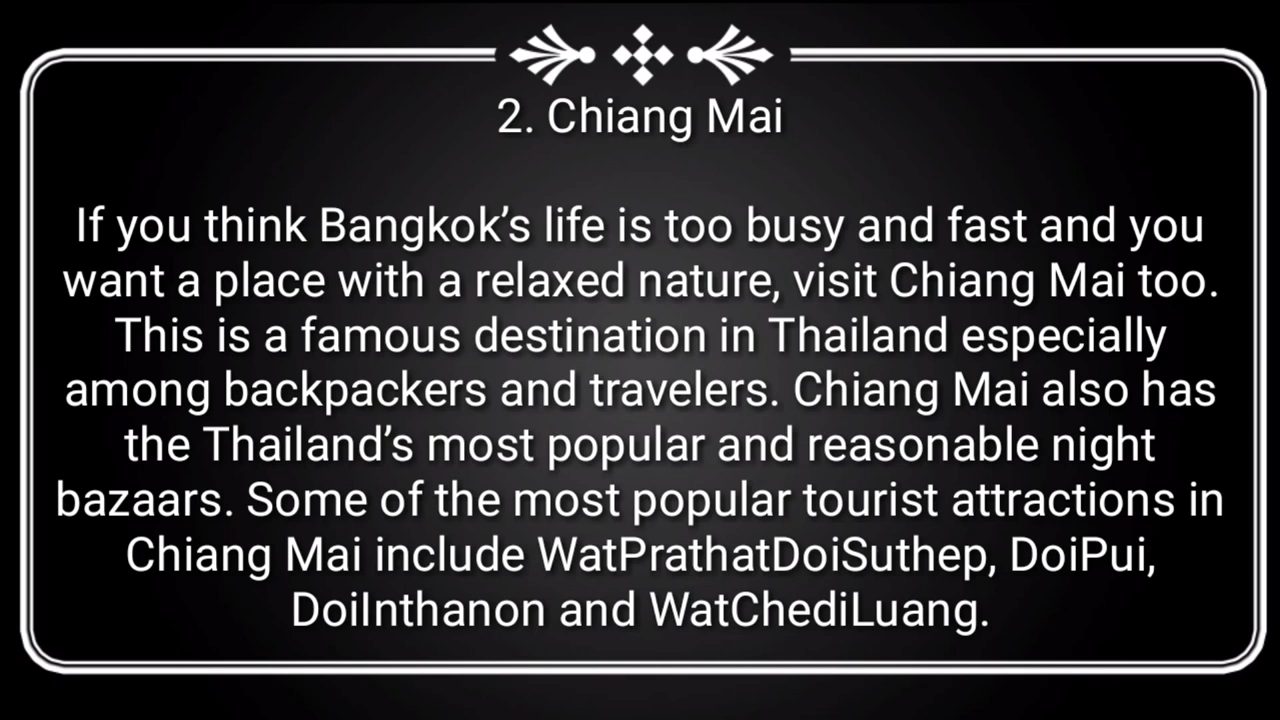 2. Chiang Mai
If you think Bangkok’s life is too busy and fast and you
want a place with a relaxed nature, visit Chiang Mai too.
This is a famous destination in Thailand especially
among backpackers and travelers. Chiang Mai also has
the Thailand’s most popular and reasonable night
bazaars. Some of the most popular tourist attractions in
Chiang Mai include WatPrathatDoiSuthep, DoiPui,
DoiInthanon and WatChediLuang.